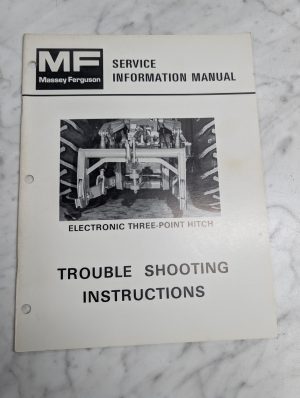 MF
Massey Ferguson
SERVICE
INFORMATION MANUAL
ELECTRONIC THREE-POINT HITCH
TROUBLE SHOOTING
INSTRUCTIONS